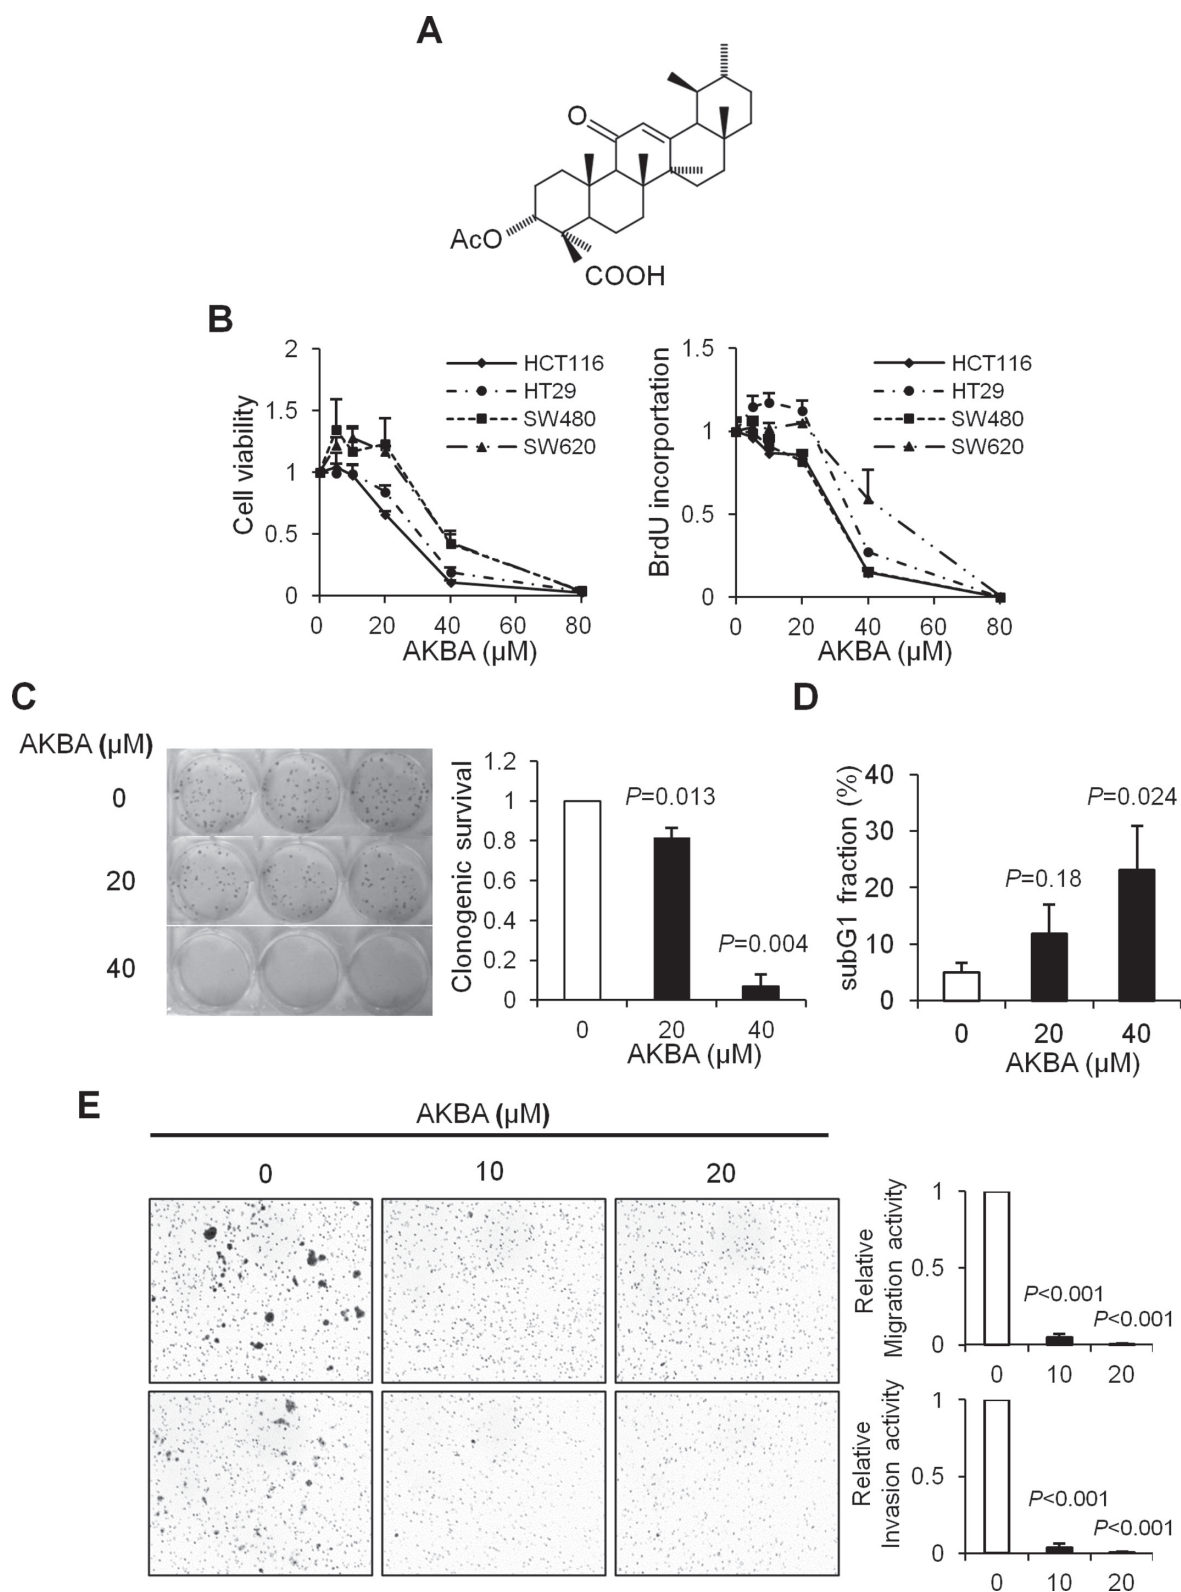 A
O
AcO
COOH
B
2
1.5
1
0.5
0
Cell viability
HCT116
HT29
SW480
SW620
0 20 40 60 80
AKBA (µM)
1.5
1
0.5
0
BrdU incorportation
HCT116
HT29
SW480
SW620
0 20 40 60 80
AKBA (µM)
C
AKBA (µM)
0
20
40
1.2
1
0.8
0.6
0.4
0.2
0
Clonogenic survival
P=0.013
P=0.004
0 20 40
AKBA (µM)
D
40
30
20
10
0
subG1 fraction (%)
P=0.18
P=0.024
0 20 40
AKBA (µM)
E
AKBA (µM)
0 10 20
Relative
Migration activity
1
0.5
0
P<0.001
P<0.001
0 10 20
Relative
Invasion activity
1
0.5
0
P<0.001
P<0.001
0 10 20